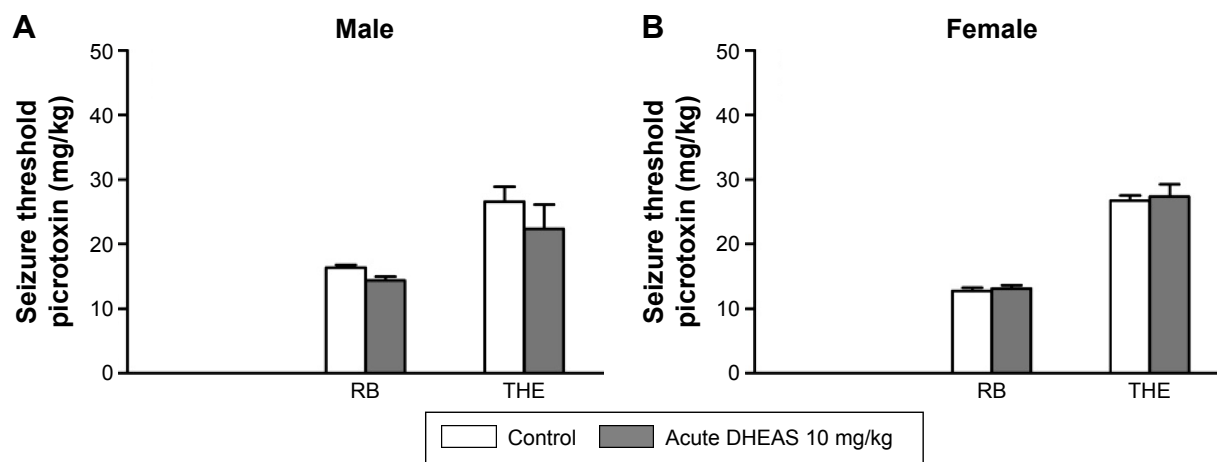 A
Male
50
40
30
20
10
0
Seizure threshold
picrotoxin (mg/kg)
RB THE
B
Female
50
40
30
20
10
0
Seizure threshold
picrotoxin (mg/kg)
RB THE
Control Acute DHEAS 10 mg/kg